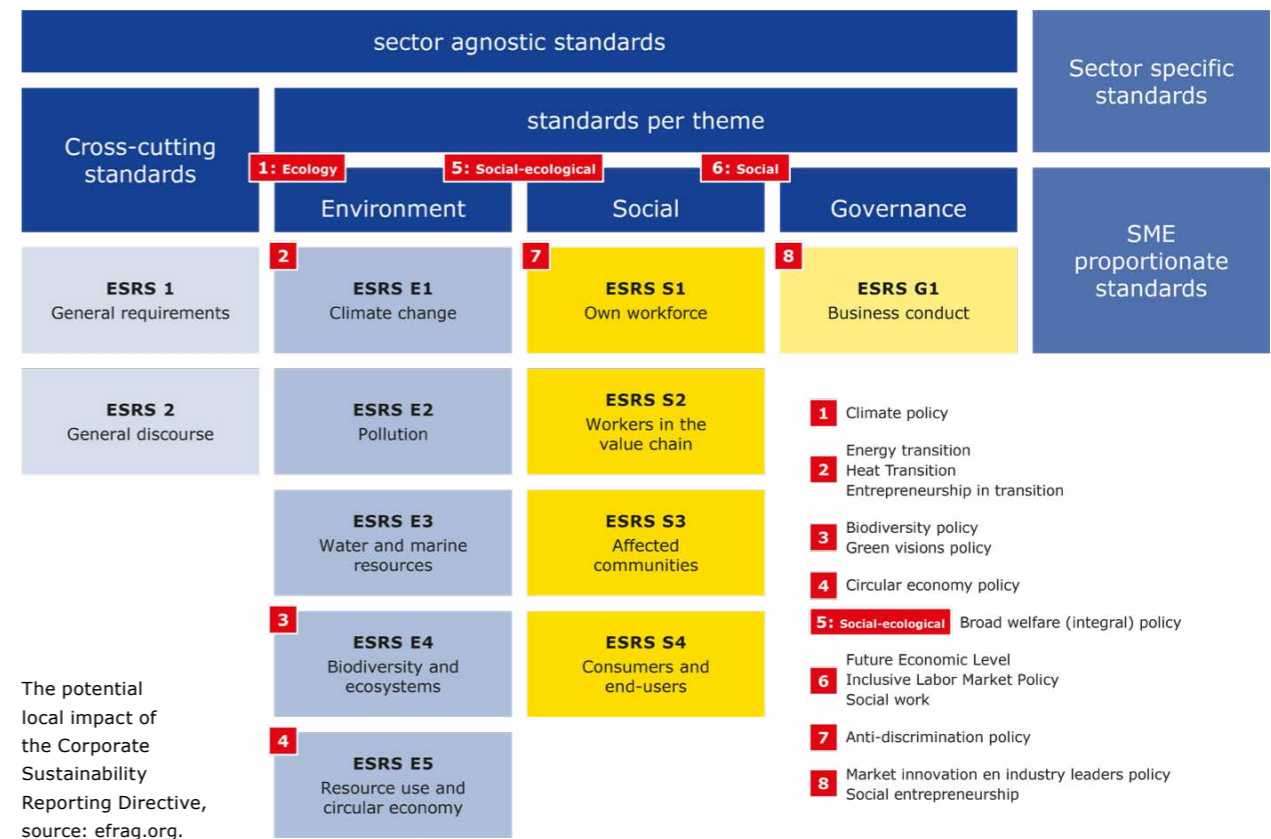 sector agnostic standards
Sector specific
standards
Cross-cutting
standards
standards per theme
1: Ecology
5: Social-ecological
6: Social
Environment
Social
Governance
SME
proportionate
standards
ESRS 1
General requirements
2
ESRS E1
Climate change
7
ESRS S1
Own workforce
8
ESRS G1
Business conduct
ESRS 2
General discourse
ESRS E2
Pollution
ESRS S2
Workers in the
value chain
ESRS E3
Water and marine
resources
ESRS S3
Affected
communities
3
ESRS E4
Biodiversity and
ecosystems
ESRS S4
Consumers and
end-users
4
ESRS E5
Resource use and
circular economy
1 Climate policy
Energy transition
2 Heat Transition
Entrepreneurship in transition
3 Biodiversity policy
Green visions policy
4 Circular economy policy
5: Social-ecological Broad welfare (integral) policy
Future Economic Level
6 Inclusive Labor Market Policy
Social work
7 Anti-discrimination policy
8 Market innovation en industry leaders policy
Social entrepreneurship
The potential
local impact of
the Corporate
Sustainability
Reporting Directive,
source: efrag.org.